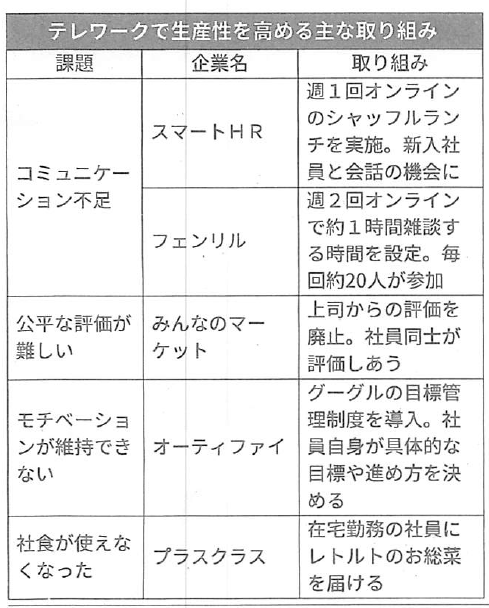 テレワークで生産性を高める主な取り組み
課題
企業名
取り組み
コミュニケー
ション不足
スマートＨＲ
週１回オンライン
のシャッフルラン
チを実施。新入社
員と会話の機会に
フェンリル
週２回オンライン
で約１時間雑談す
る時間を設定。毎
回約20人が参加
公平な評価が
難しい
みんなのマー
ケット
上司からの評価を
廃止。社員同士が
評価しあう
モチベーショ
ンが維持でき
ない
オーティファイ
グーグルの目標管
理制度を導入。社
員自身が具体的な
目標や進め方を決
める
社食が使えな
くなった
プラスクラス
在宅勤務の社員に
レトルトのお総菜
を届ける